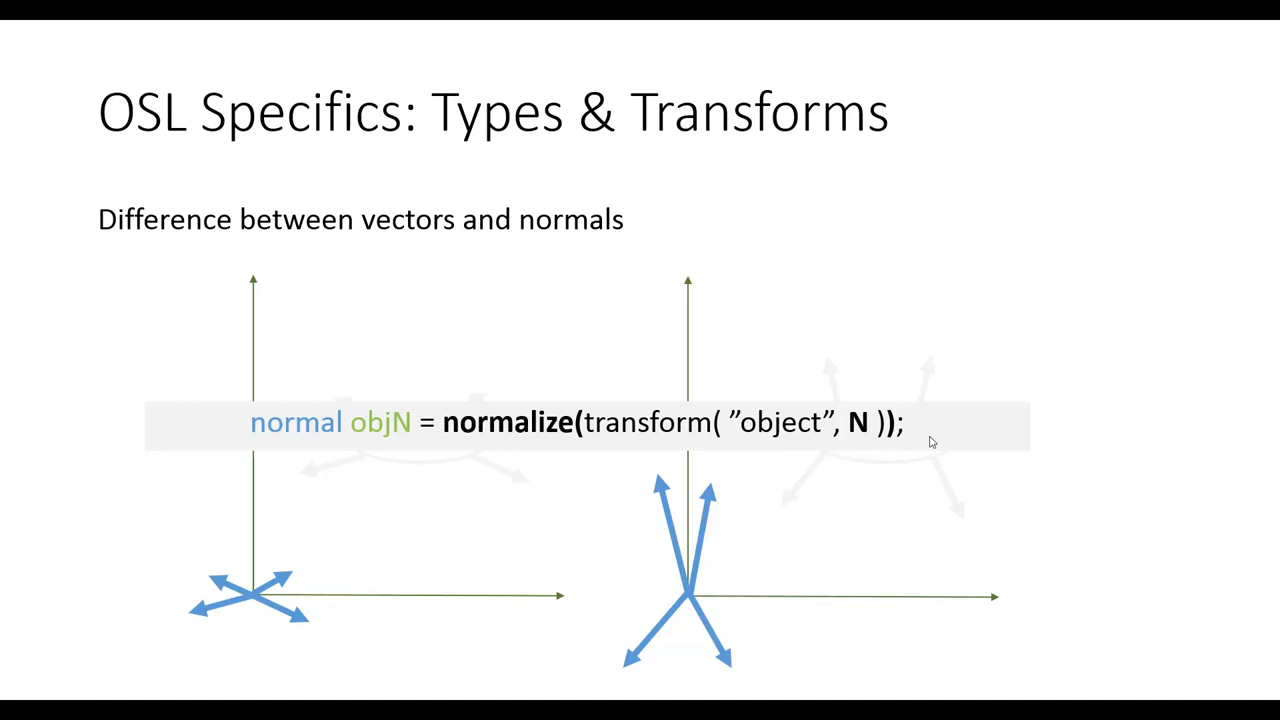 OSL Specifics: Types & Transforms
Difference between vectors and normals
normal objN = normalize(transform( ”object”, N ));